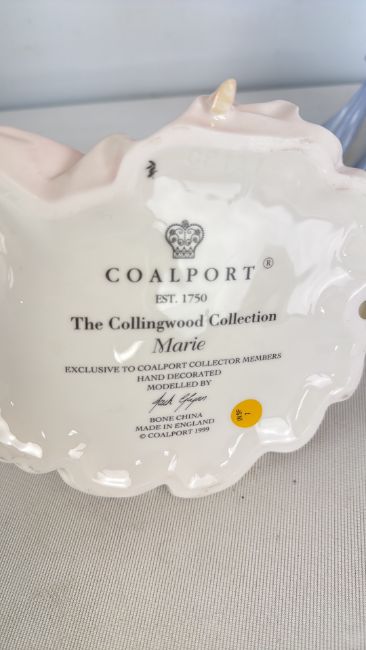 COALPORT®
EST. 1750
The Collingwood Collection
Marie
EXCLUSIVE TO COALPORT COLLECTOR MEMBERS
HAND DECORATED
MODELLED BY
BONE CHINA
MADE IN ENGLAND
© COALPORT 1999